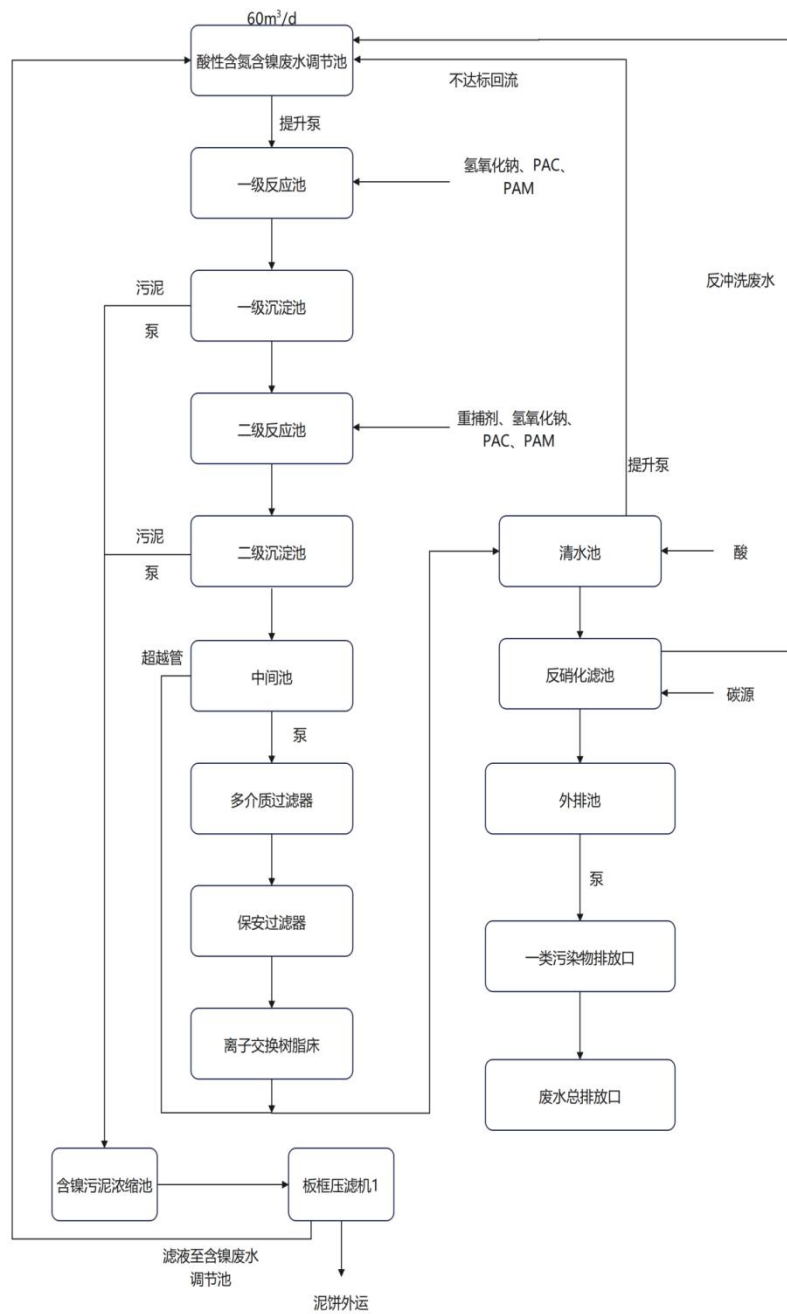 60m³/d
酸性含氮含镍废水调节池
不达标回流
提升泵
氢氧化钠、PAC、
PAM
一级反应池
反冲洗废水
污泥
泵
一级沉淀池
重捕剂、氢氧化钠、
PAC、PAM
二级反应池
提升泵
污泥
泵
二级沉淀池
清水池
酸
超越管
中间池
反硝化滤池
碳源
泵
多介质过滤器
外排池
泵
保安过滤器
一类污染物排放口
离子交换树脂床
废水总排放口
含镍污泥浓缩池
板框压滤机1
滤液至含镍废水
调节池
泥饼外运